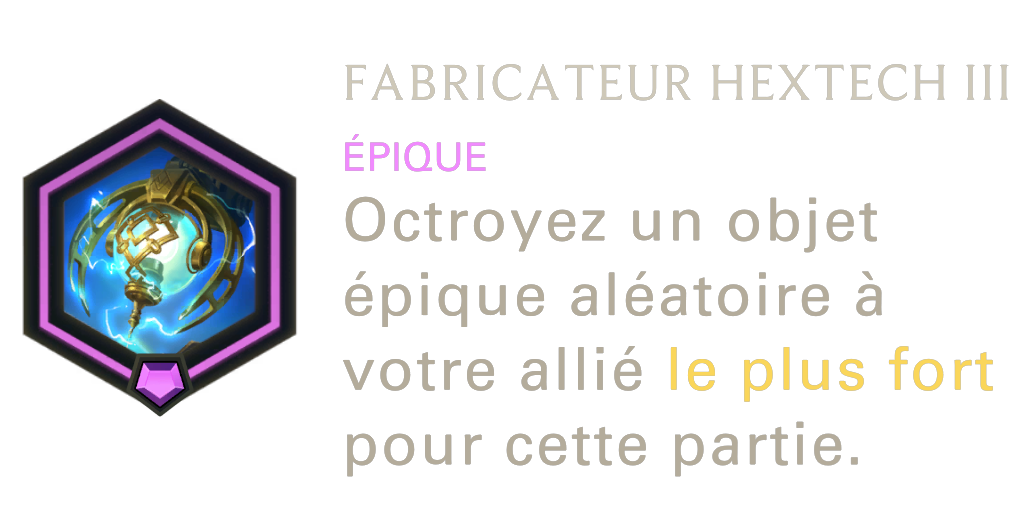 FABRICATEUR HEXTECH III
ÉPIQUE
Octroyez un objet
épique aléatoire à
votre allié le plus fort
pour cette partie.